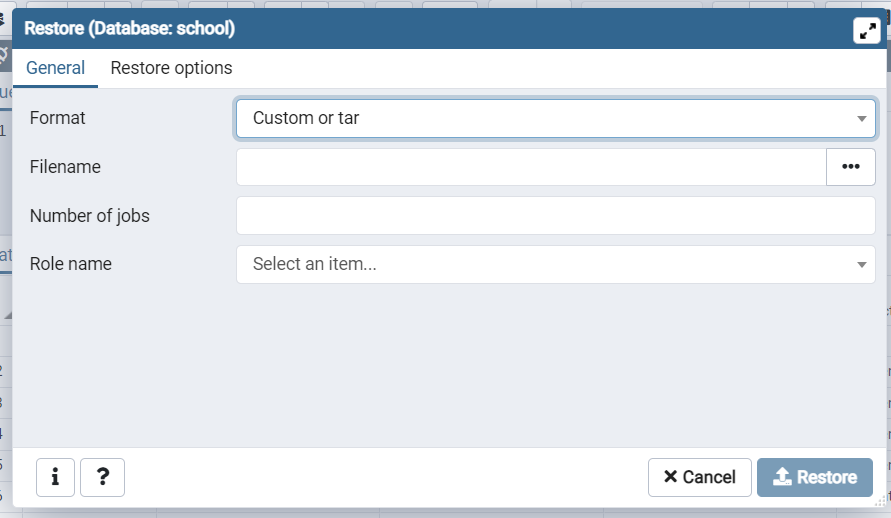 Restore (Database: school)
General Restore options
Format Custom or tar
Filename •••
Number of jobs
Role name Select an item...
i ? Cancel Restore